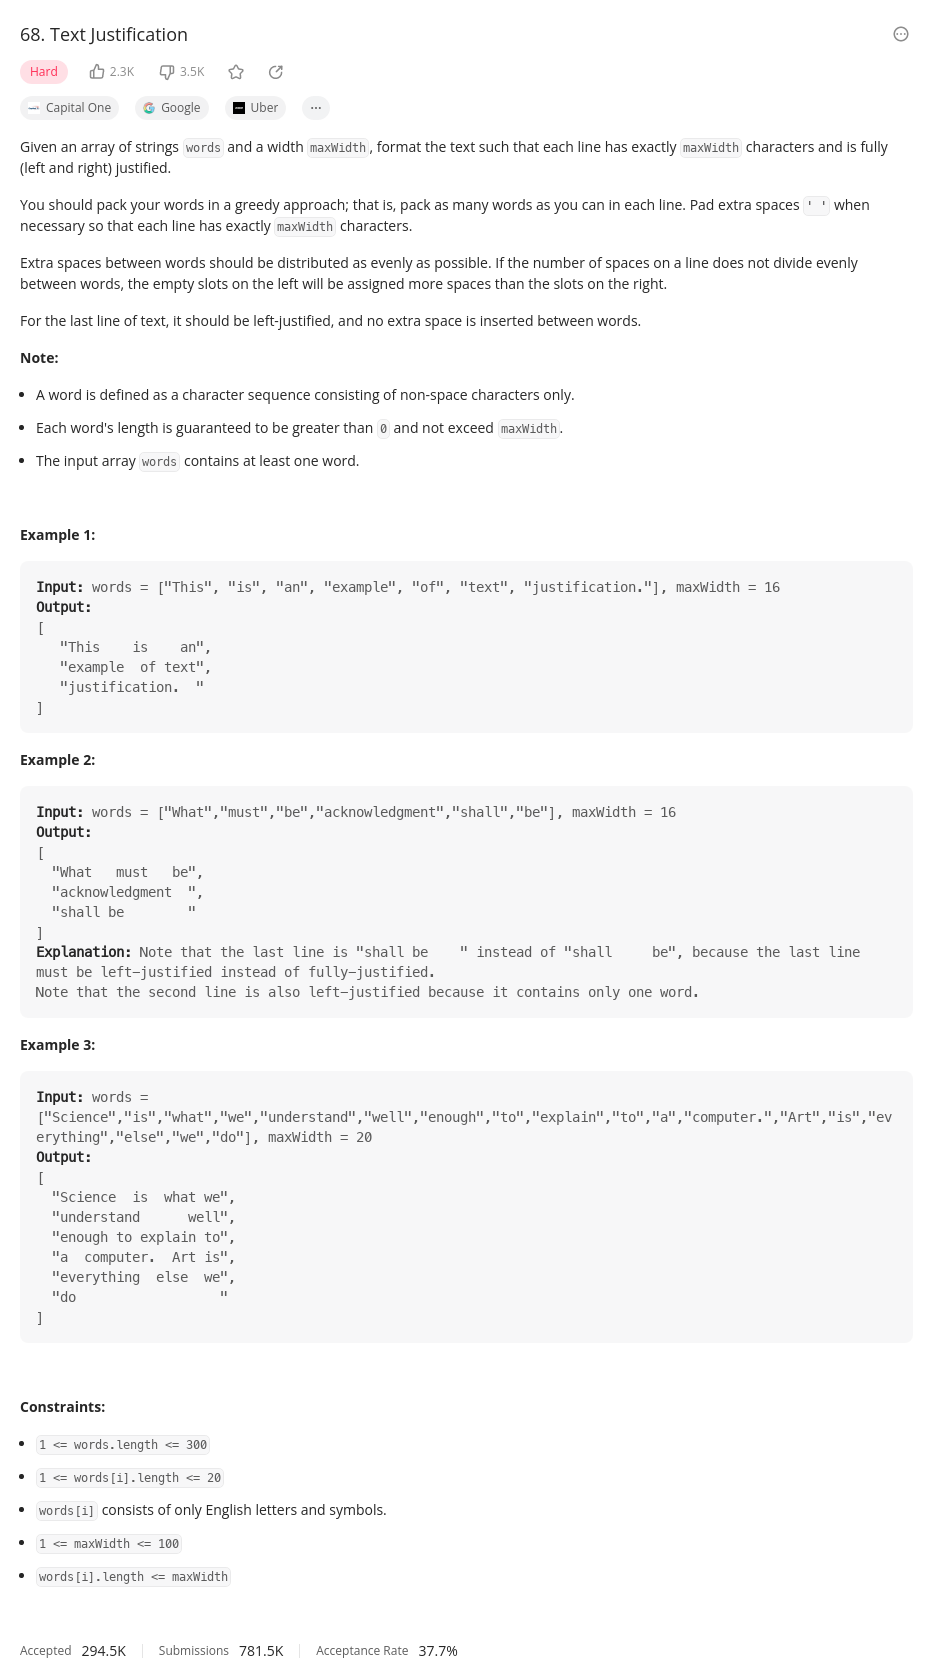 68. Text Justification
Hard 2.3K 3.5K
Capital One Google Uber ...
Given an array of strings words and a width maxWidth, format the text such that each line has exactly maxWidth characters and is fully
(left and right) justified.
You should pack your words in a greedy approach; that is, pack as many words as you can in each line. Pad extra spaces ' ' when
necessary so that each line has exactly maxWidth characters.
Extra spaces between words should be distributed as evenly as possible. If the number of spaces on a line does not divide evenly
between words, the empty slots on the left will be assigned more spaces than the slots on the right.
For the last line of text, it should be left-justified, and no extra space is inserted between words.
Note:
• A word is defined as a character sequence consisting of non-space characters only.
• Each word's length is guaranteed to be greater than 0 and not exceed maxWidth.
• The input array words contains at least one word.
Example 1:
Input: words = ["This", "is", "an", "example", "of", "text", "justification."], maxWidth = 16
Output:
[
   "This    is    an",
   "example  of text",
   "justification.  "
]
Example 2:
Input: words = ["What","must","be","acknowledgment","shall","be"], maxWidth = 16
Output:
[
  "What   must   be",
  "acknowledgment  ",
  "shall be        "
]
Explanation: Note that the last line is "shall be    " instead of "shall     be", because the last line
must be left-justified instead of fully-justified.
Note that the second line is also left-justified because it contains only one word.
Example 3:
Input: words =
["Science","is","what","we","understand","well","enough","to","explain","to","a","computer.","Art","is","ev
erything","else","we","do"], maxWidth = 20
Output:
[
  "Science  is  what we",
  "understand      well",
  "enough to explain to",
  "a  computer.  Art is",
  "everything  else  we",
  "do                  "
]
Constraints:
• 1 <= words.length <= 300
• 1 <= words[i].length <= 20
• words[i] consists of only English letters and symbols.
• 1 <= maxWidth <= 100
• words[i].length <= maxWidth
Accepted 294.5K Submissions 781.5K Acceptance Rate 37.7%